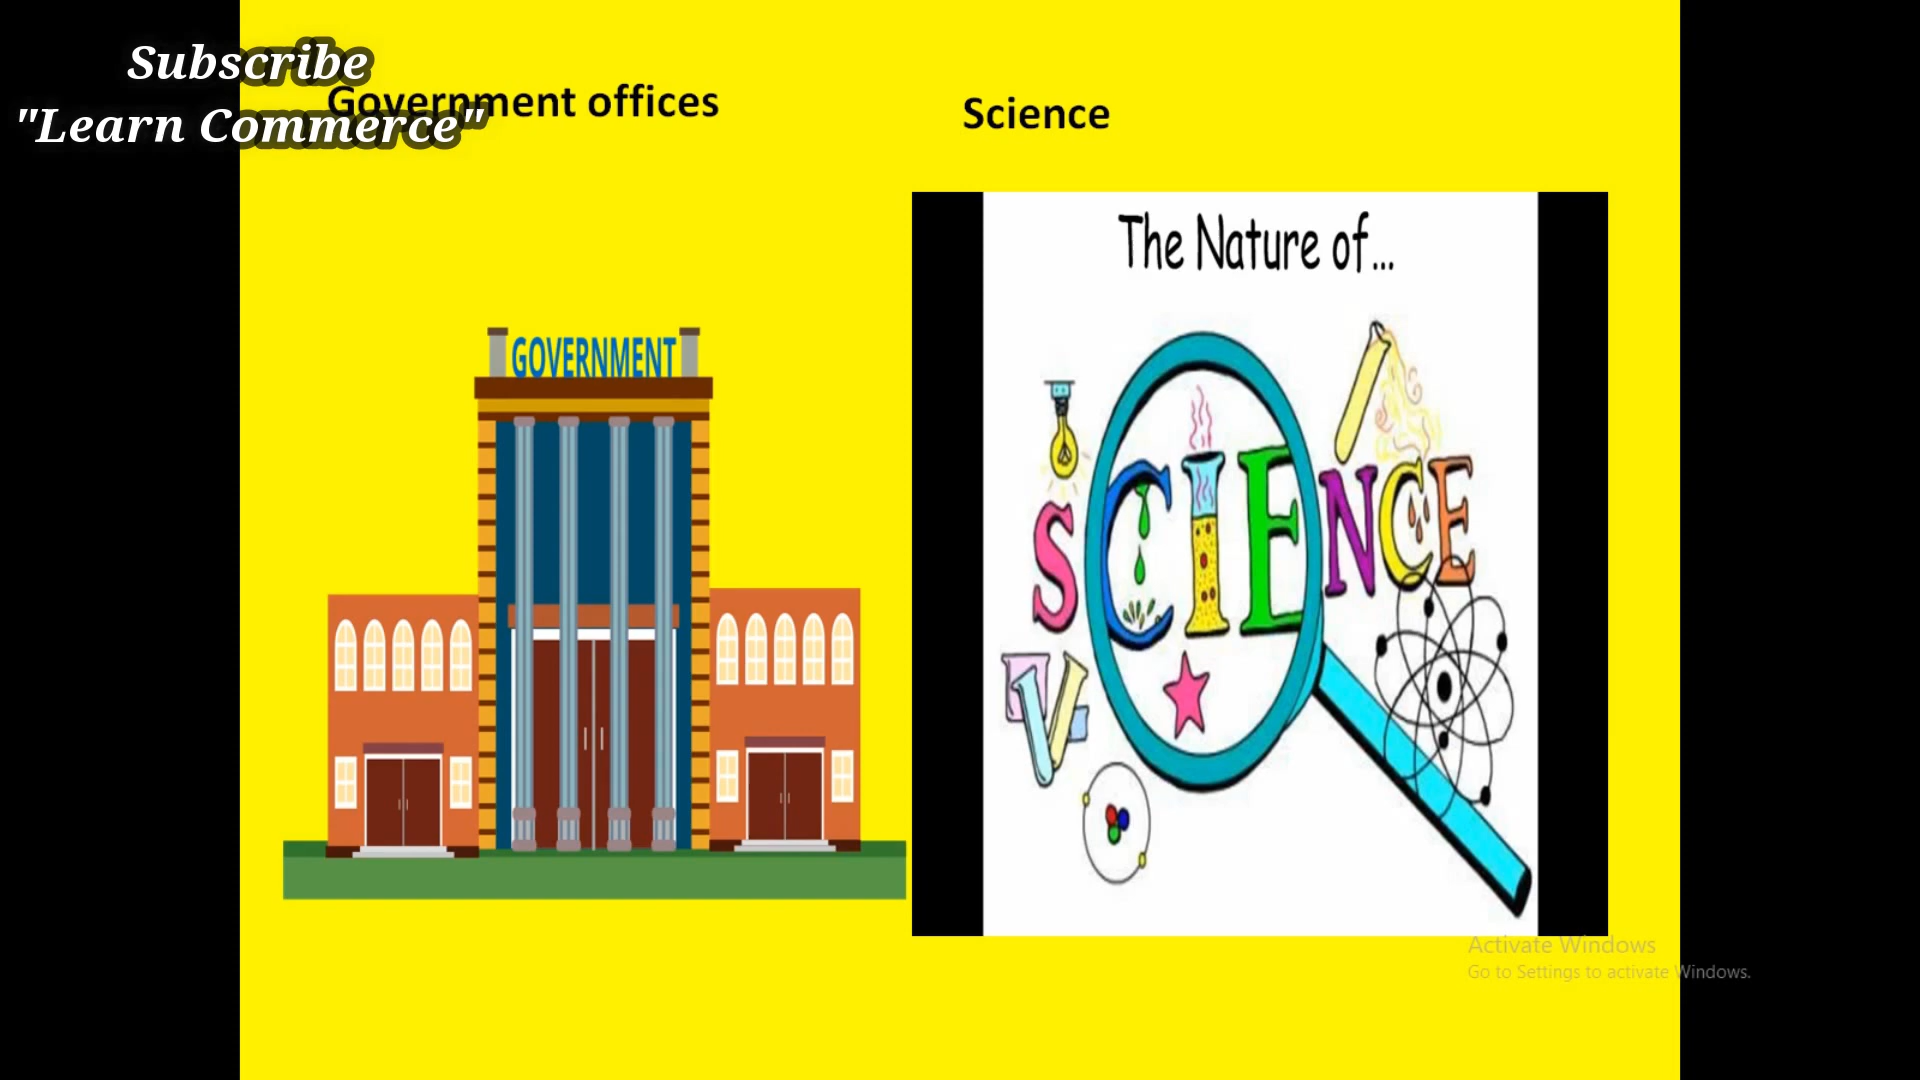 Subscribe
"Learn Commerce"
Government offices
Science
GOVERNMENT
The Nature of...
SCIENCE
Activate Windows
Go to Settings to activate Windows.